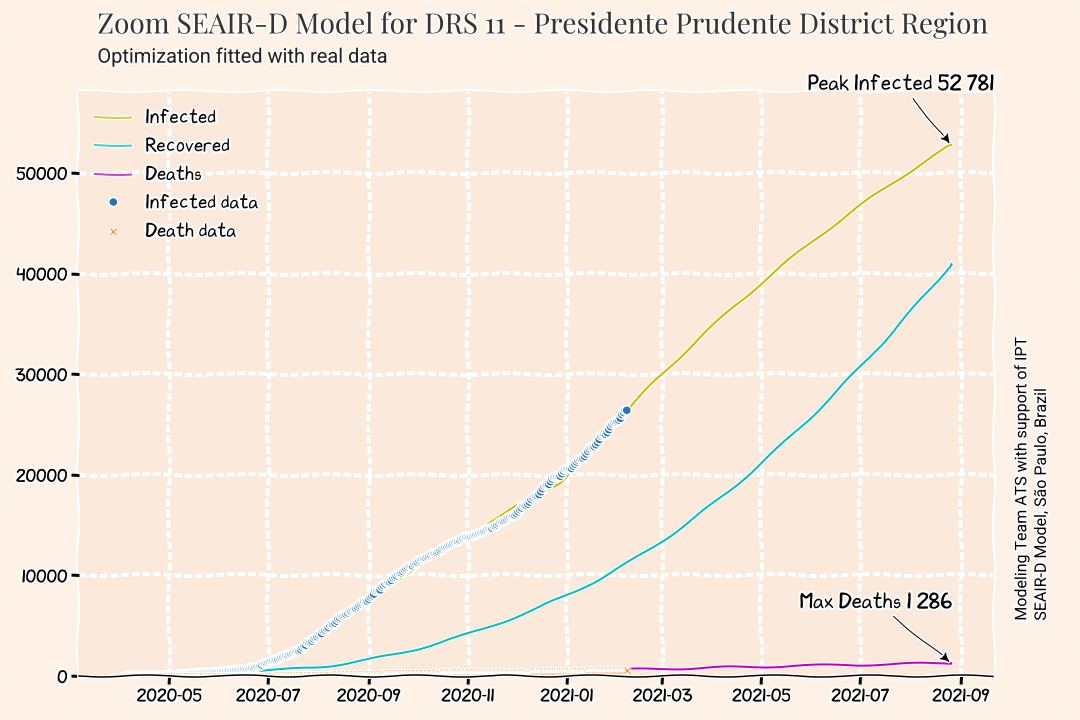 Zoom SEAIR-D Model for DRS 11 - Presidente Prudente District Region
Optimization fitted with real data
Peak Infected 52 781
Infected
Recovered
Deaths
Infected data
Death data
50000
40000
30000
20000
10000
0
Max Deaths 1 286
2020-05
2020-07
2020-09
2020-11
2021-01
2021-03
2021-05
2021-07
2021-09
Modeling Team ATS with support of IPT
SEAIR-D Model, São Paulo, Brazil